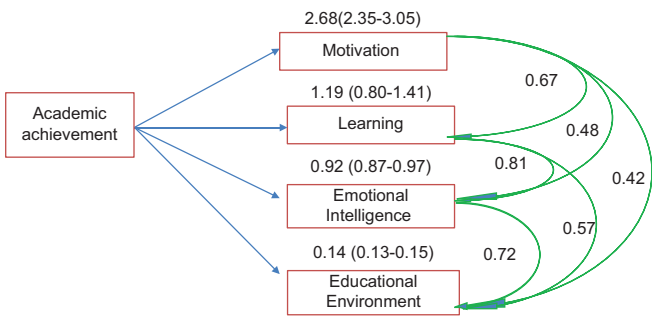 2.68(2.35-3.05)
Motivation
0.67
1.19 (0.80-1.41)
Academic
achievement
Learning
0.48
0.92 (0.87-0.97)
0.81
0.42
Emotional
Intelligence
0.57
0.14 (0.13-0.15)
0.72
Educational
Environment